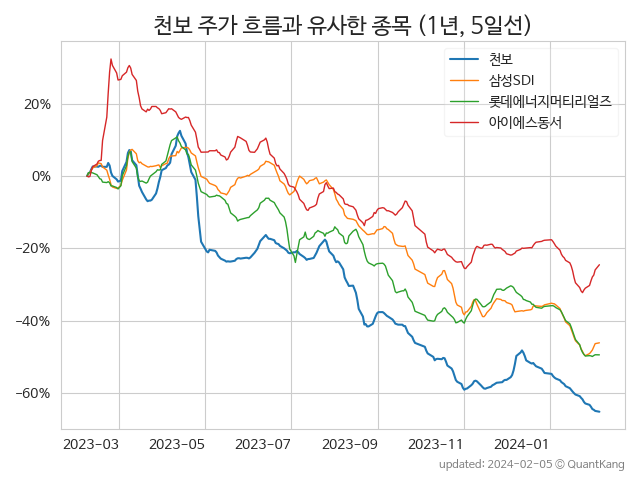 천보 주가 흐름과 유사한 종목 (1년, 5일선)
천보
삼성SDI
롯데에너지머티리얼즈
아이에스동서
20%
0%
−20%
−40%
−60%
2023-03 2023-05 2023-07 2023-09 2023-11 2024-01
updated: 2024-02-05 © QuantKang